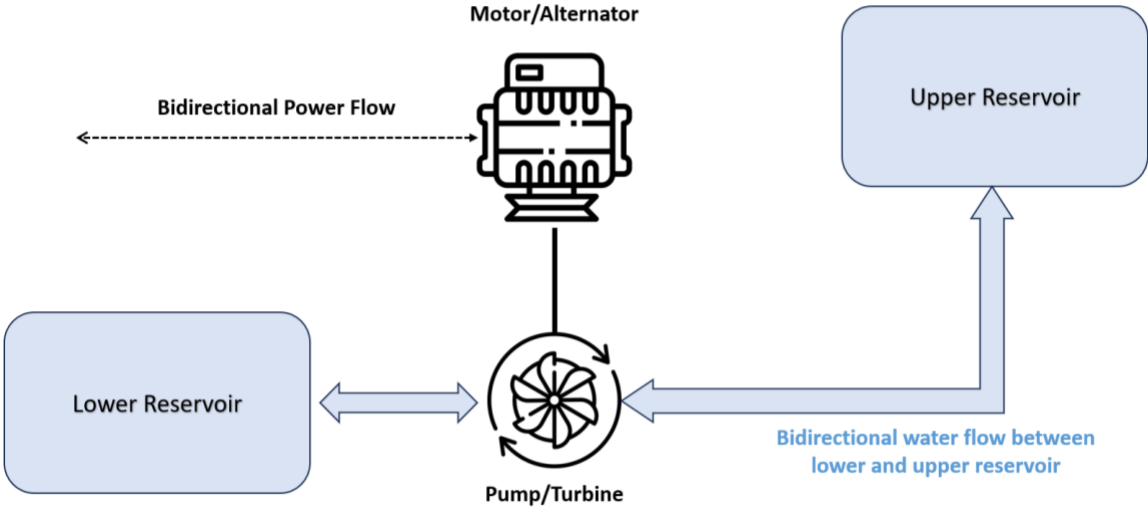 Motor/Alternator
Bidirectional Power Flow
Upper Reservoir
Lower Reservoir
Bidirectional water flow between
lower and upper reservoir
Pump/Turbine